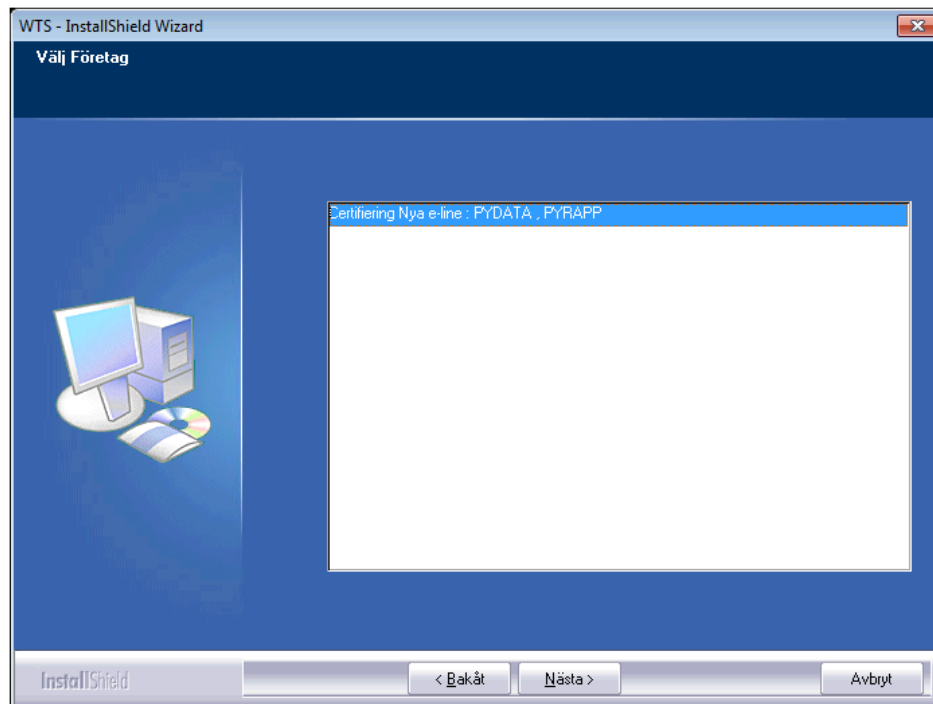 WTS - InstallShield Wizard
Välj Företag
Certifiering Nya e-line : PYDATA , PYRAPP
InstallShield
< Bakåt
Nästa >
Avbryt